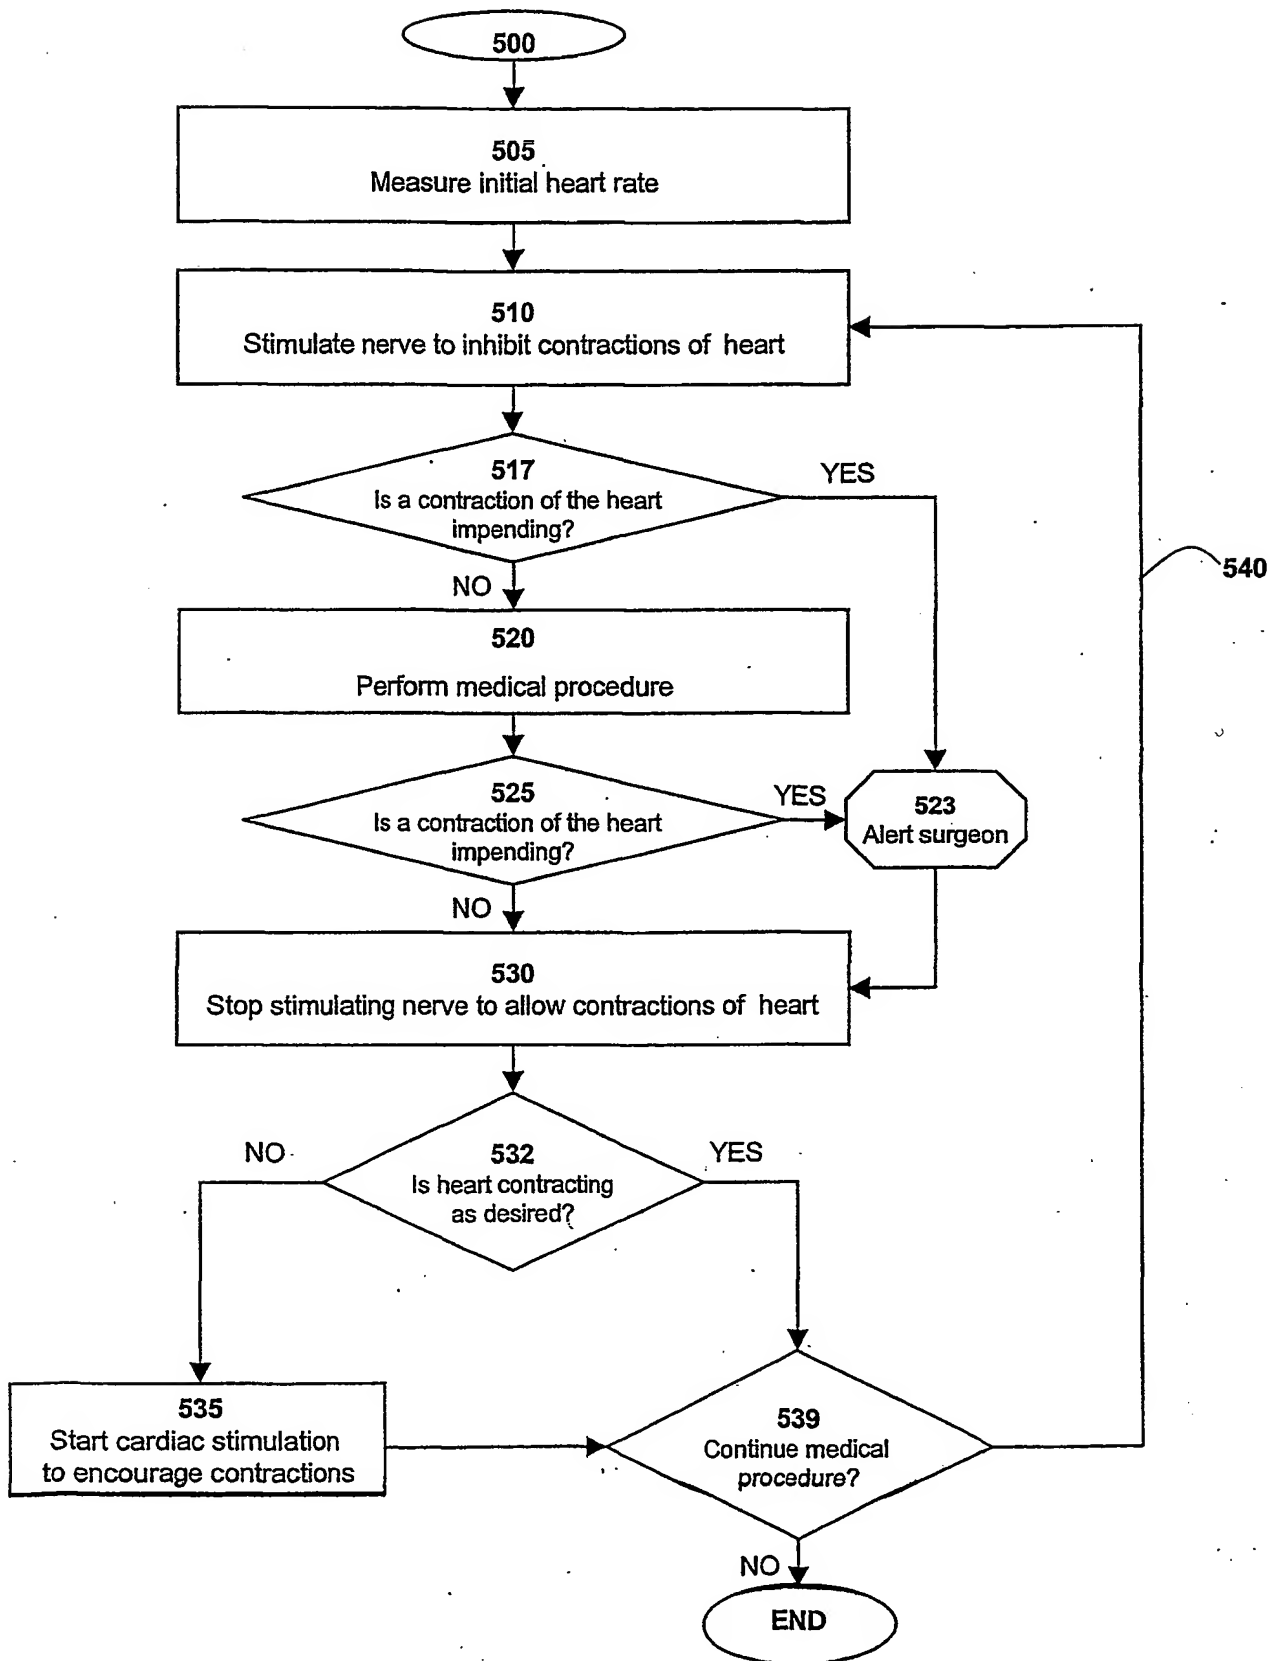 500
505
Measure initial heart rate
510
Stimulate nerve to inhibit contractions of heart
517
Is a contraction of the heart
impending?
YES
540
NO
520
Perform medical procedure
525
Is a contraction of the heart
impending?
YES
523
Alert surgeon
NO
530
Stop stimulating nerve to allow contractions of heart
NO
532
Is heart contracting
as desired?
YES
535
Start cardiac stimulation
to encourage contractions
539
Continue medical
procedure?
NO
END